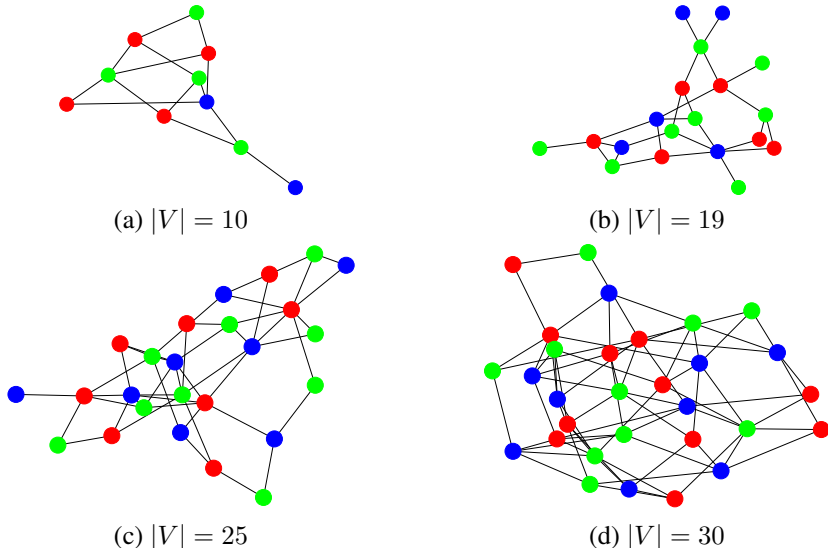 (a) |V| = 10
(b) |V| = 19
(c) |V| = 25
(d) |V| = 30